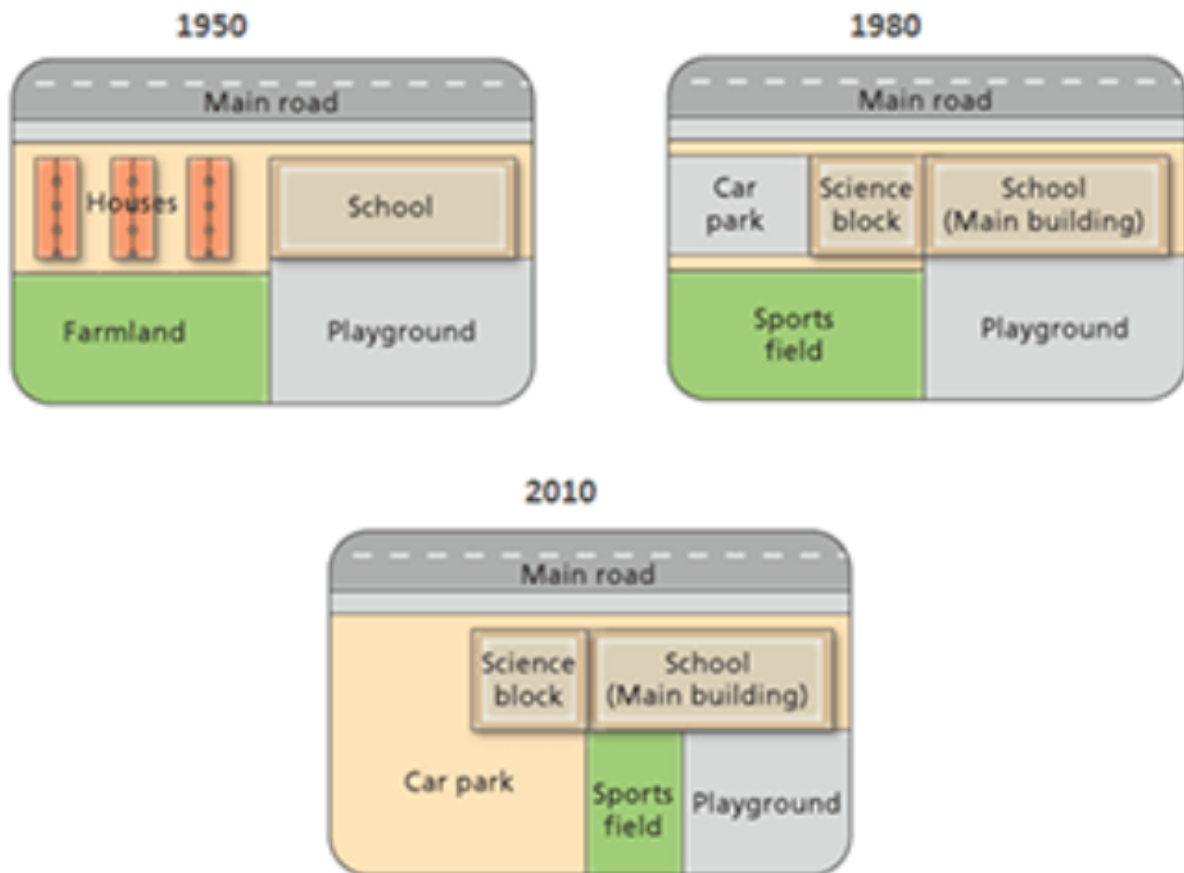 1950
Main road
Houses
School
Farmland
Playground
1980
Main road
Car
park
Science
block
School
(Main building)
Sports
field
Playground
2010
Main road
Science
block
School
(Main building)
Car park
Sports
field
Playground